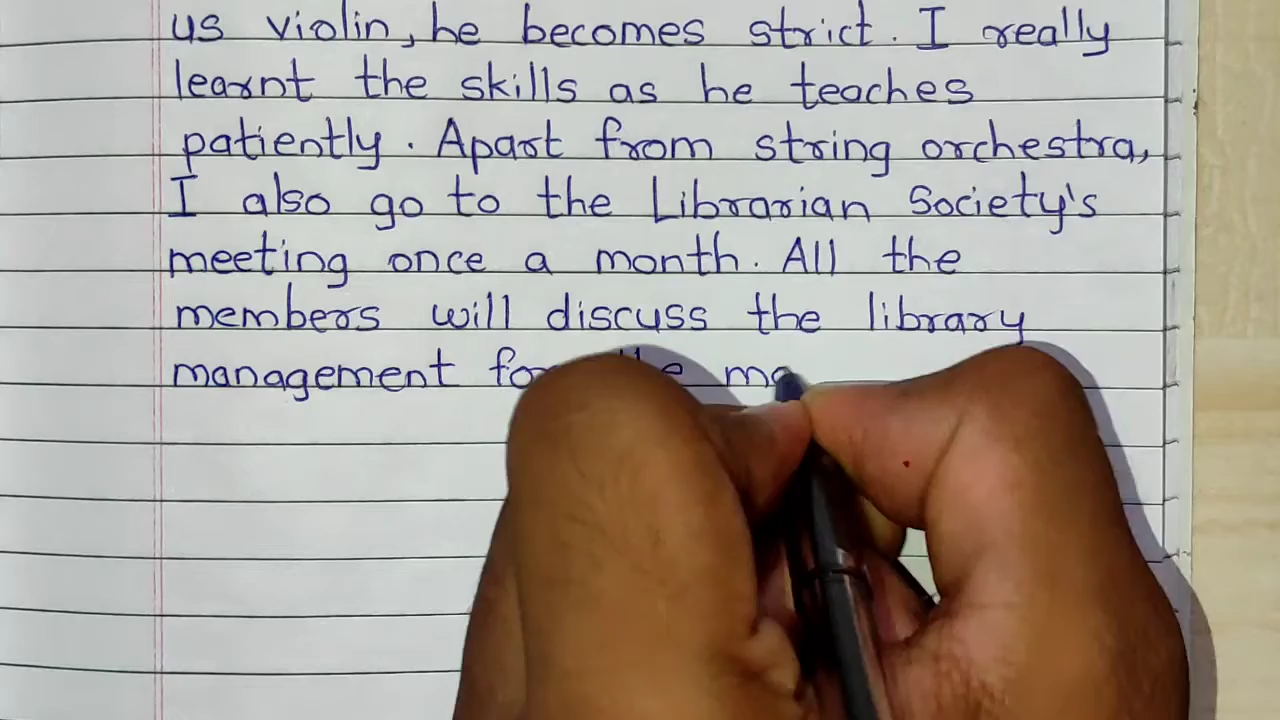 us violin, he becomes strict. I really
learnt the skills as he teaches
patiently. Apart from string orchestra,
I also go to the Librarian Society's
meeting once a month. All the
members will discuss the library
management